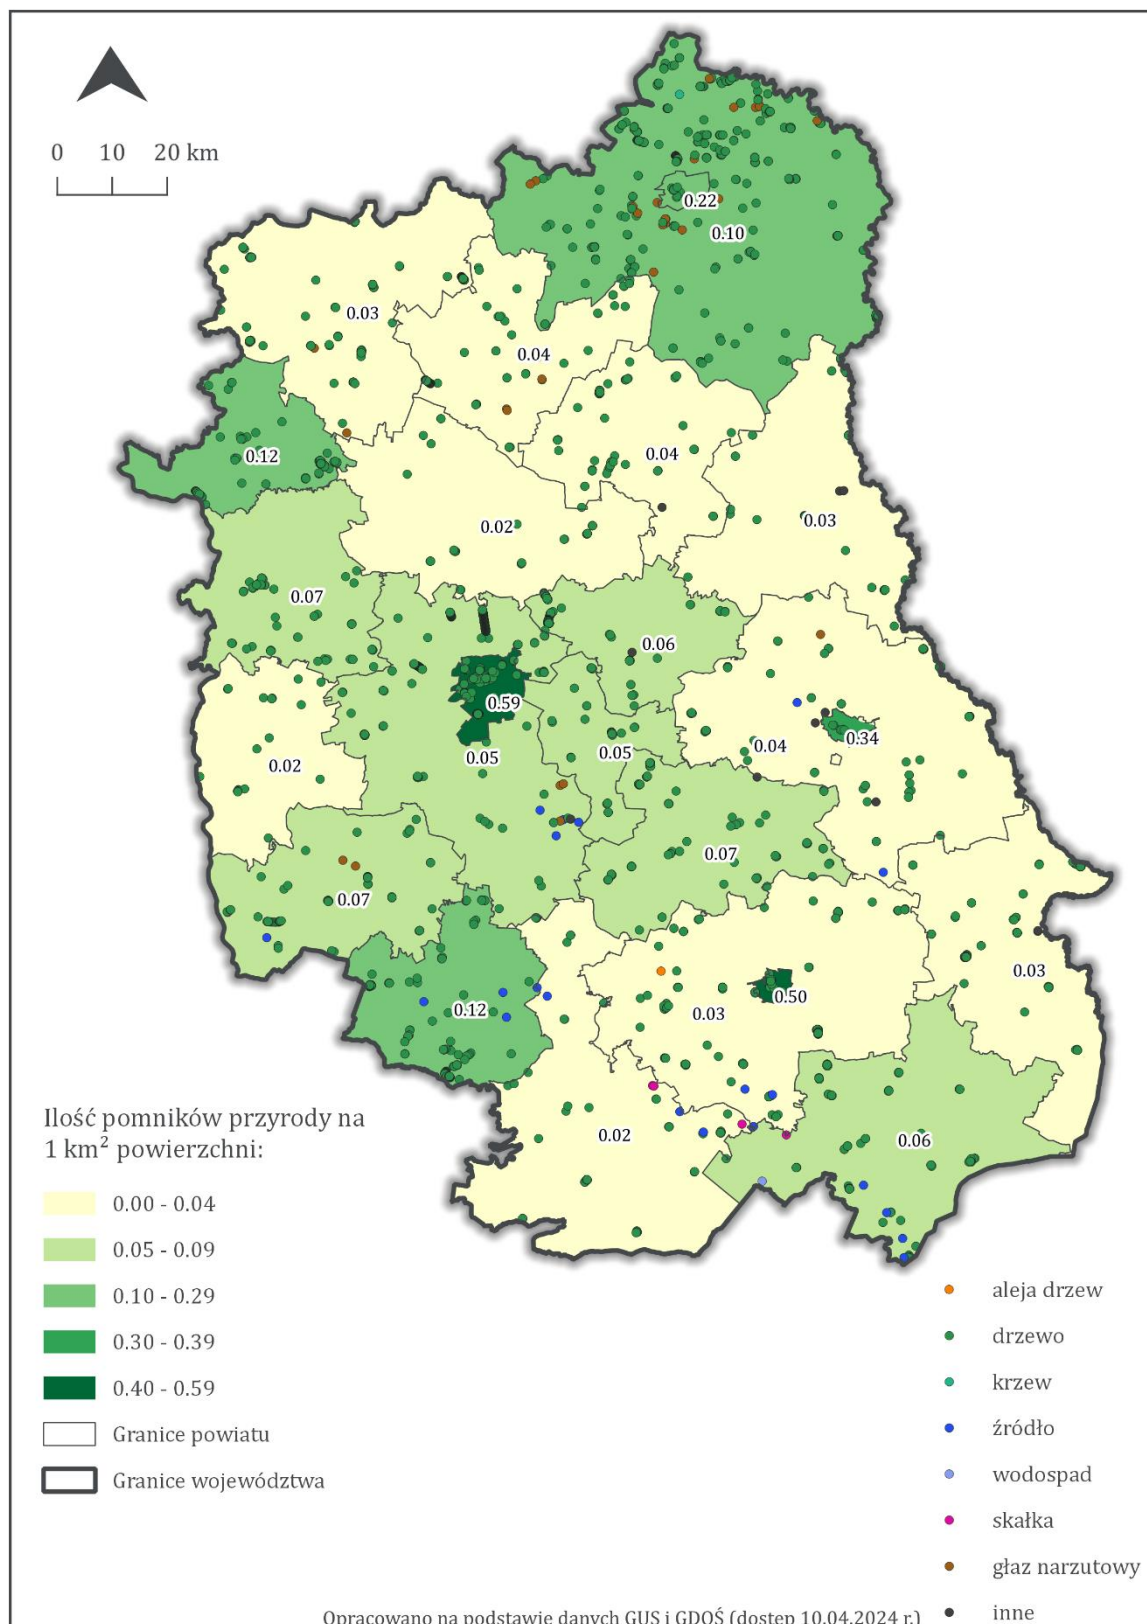 0 10 20 km
0.22
0.10
0.03
0.04
0.12
0.04
0.02
0.03
0.07
0.06
0.59
0.34
0.05
0.05
0.04
0.02
0.07
0.07
0.03
0.50
0.12
0.03
0.02
0.06
Ilość pomników przyrody na
1 km² powierzchni:
0.00 - 0.04
0.05 - 0.09
0.10 - 0.29
0.30 - 0.39
0.40 - 0.59
Granice powiatu
Granice województwa
aleja drzew
drzewo
krzew
źródło
wodospad
skałka
głaz narzutowy
inne
Opracowano na podstawie danych GUS i GDOŚ (dostęp 10.04.2024 r.)